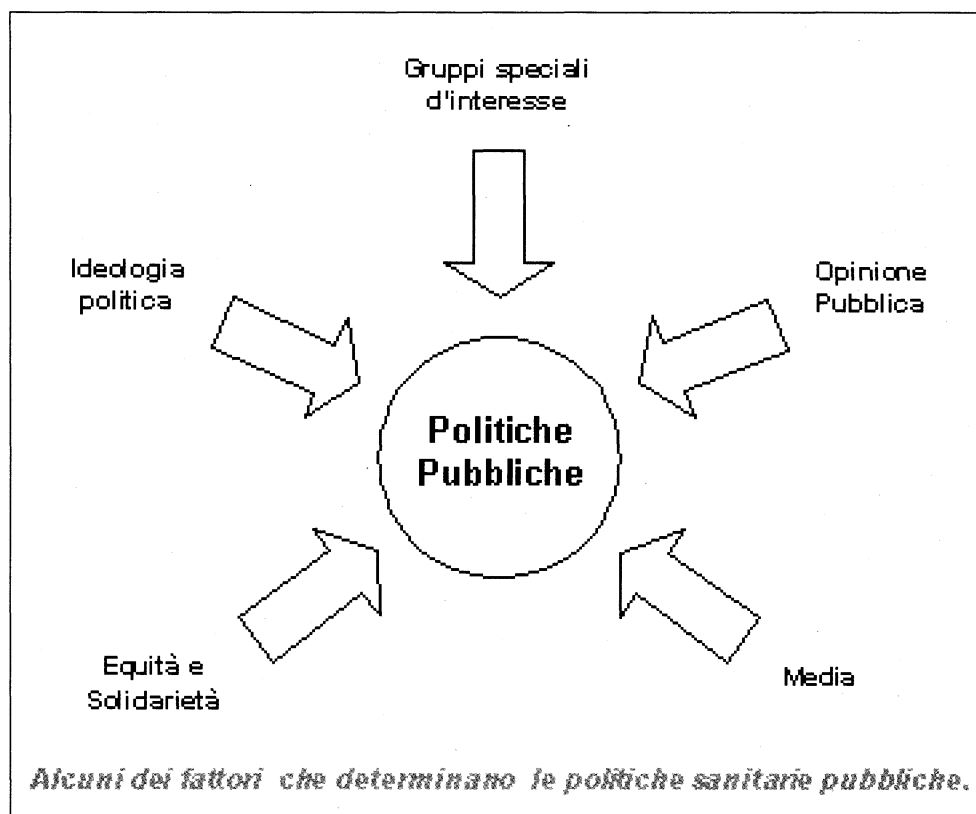 Gruppi speciali
d'interesse
Ideologia
politica
Opinione
Pubblica
Politiche
Pubbliche
Equità e
Solidarietà
Media
Alcuni dei fattori che determinano le politiche sanitarie pubbliche.